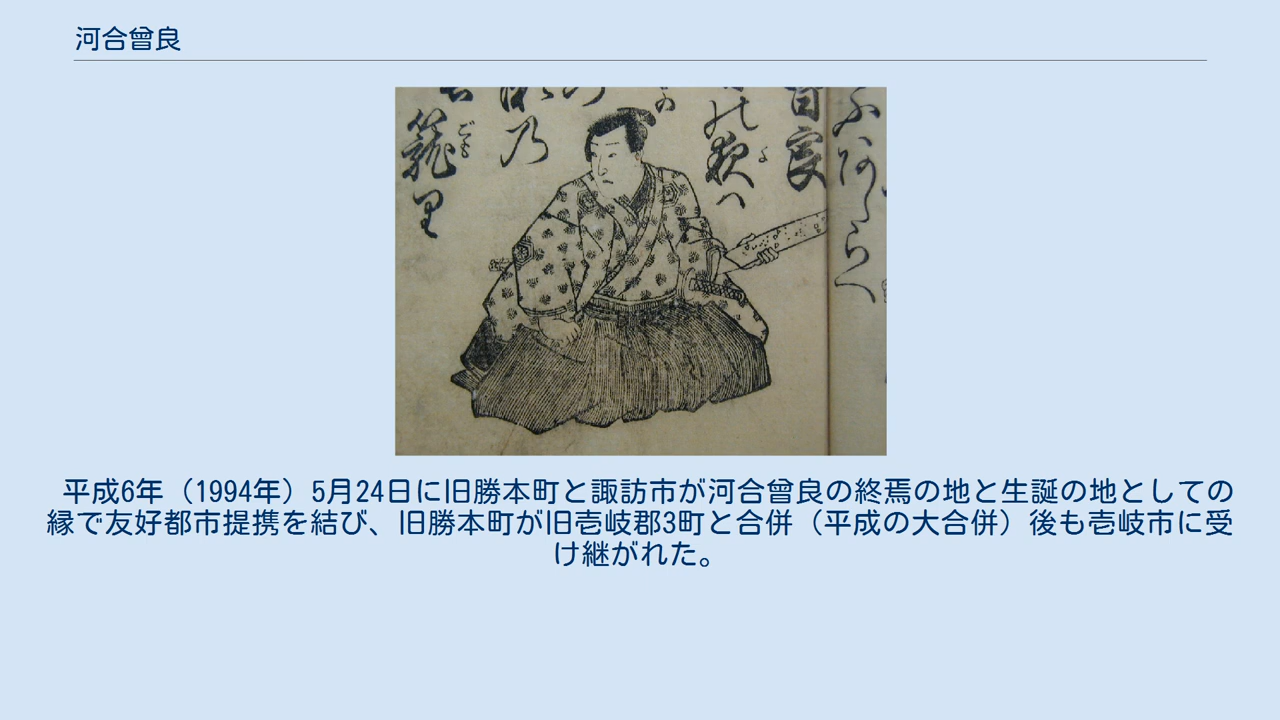 河合曾良
籠
里
乃
平成6年（1994年）5月24日に旧勝本町と諏訪市が河合曾良の終焉の地と生誕の地としての
縁で友好都市提携を結び、旧勝本町が旧壱岐郡3町と合併（平成の大合併）後も壱岐市に受
け継がれた。